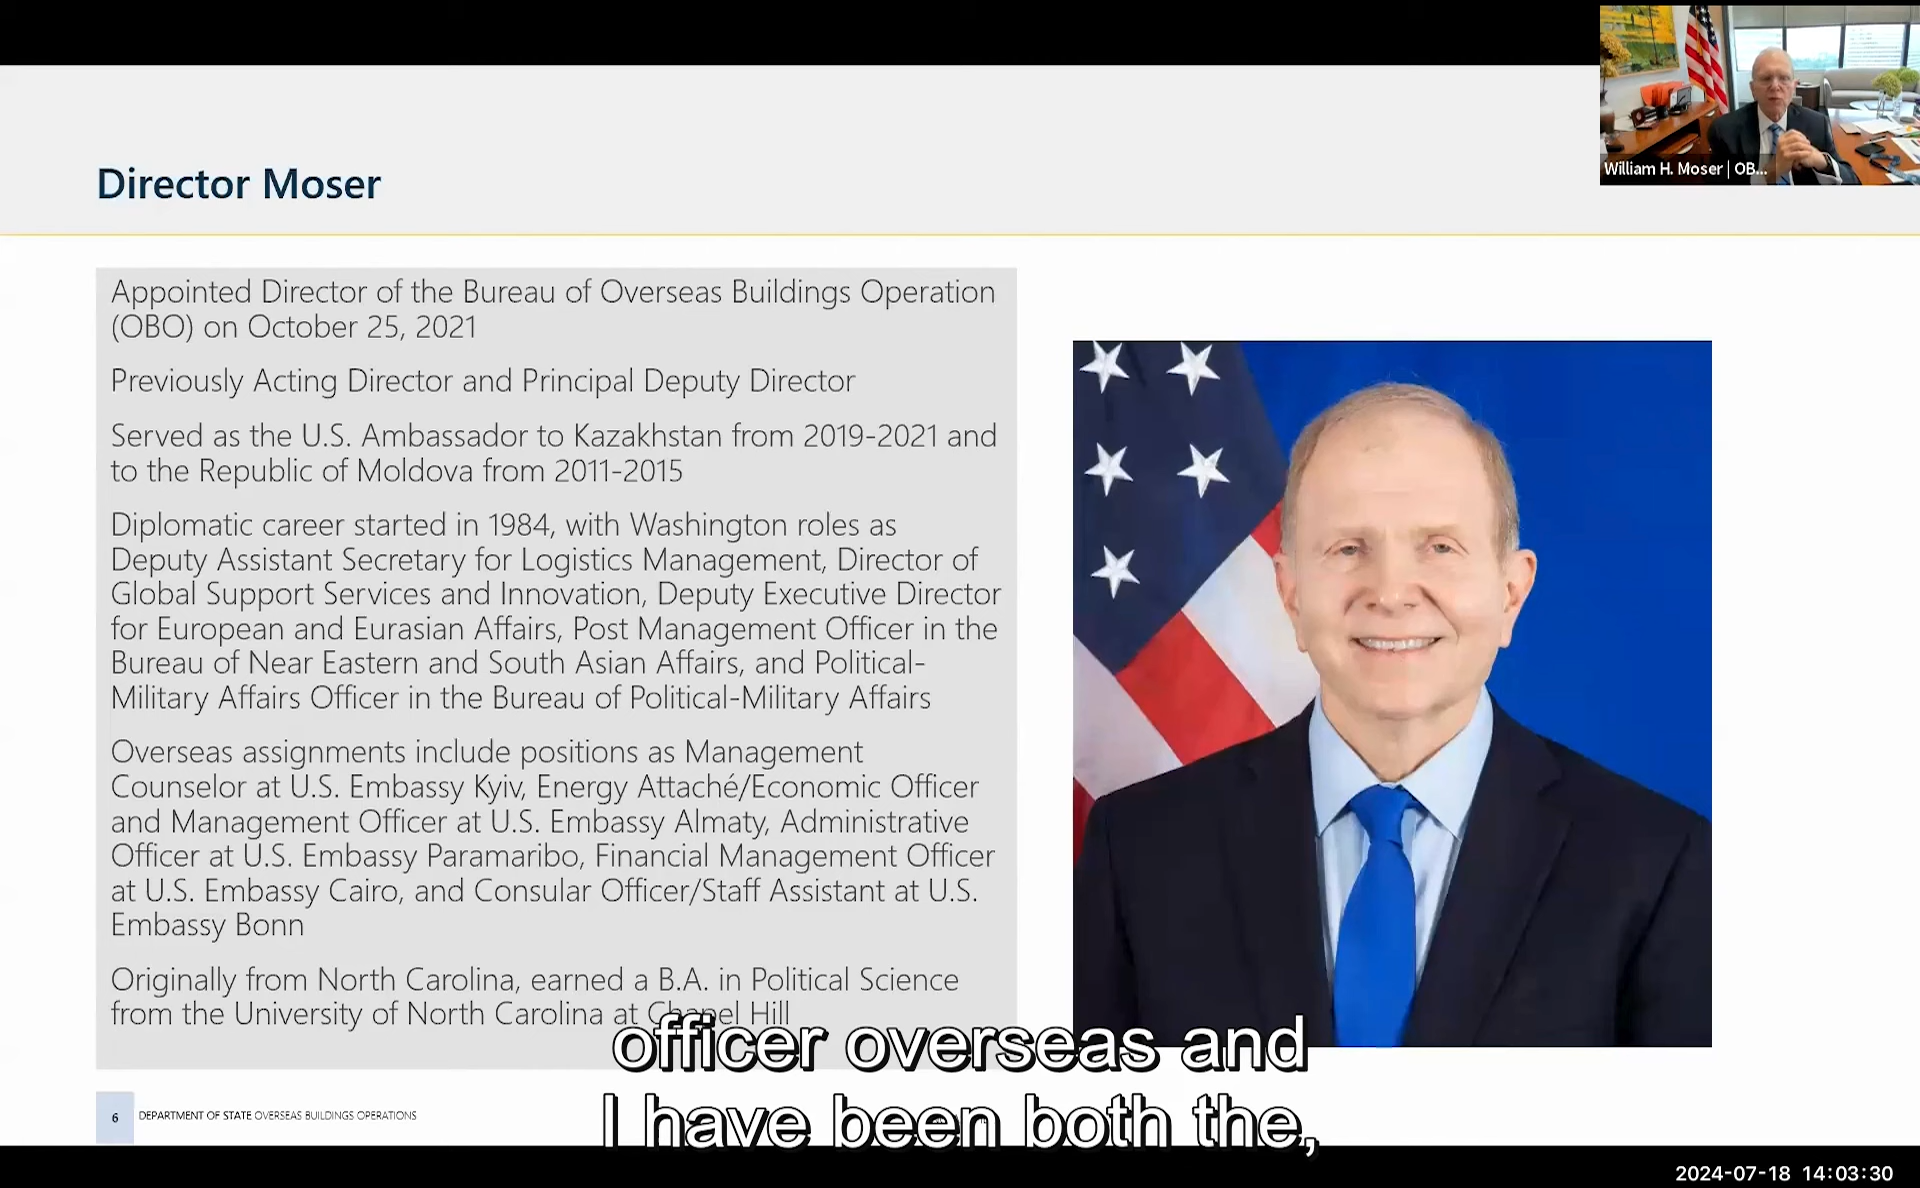 William H. Moser | OB...
Director Moser
Appointed Director of the Bureau of Overseas Buildings Operation
(OBO) on October 25, 2021
Previously Acting Director and Principal Deputy Director
Served as the U.S. Ambassador to Kazakhstan from 2019-2021 and
to the Republic of Moldova from 2011-2015
Diplomatic career started in 1984, with Washington roles as
Deputy Assistant Secretary for Logistics Management, Director of
Global Support Services and Innovation, Deputy Executive Director
for European and Eurasian Affairs, Post Management Officer in the
Bureau of Near Eastern and South Asian Affairs, and Political-
Military Affairs Officer in the Bureau of Political-Military Affairs
Overseas assignments include positions as Management
Counselor at U.S. Embassy Kyiv, Energy Attaché/Economic Officer
and Management Officer at U.S. Embassy Almaty, Administrative
Officer at U.S. Embassy Paramaribo, Financial Management Officer
at U.S. Embassy Cairo, and Consular Officer/Staff Assistant at U.S.
Embassy Bonn
Originally from North Carolina, earned a B.A. in Political Science
from the University of North Carolina at Chapel Hill
officer overseas and
I have been both the,
6 DEPARTMENT OF STATE OVERSEAS BUILDINGS OPERATIONS
2024-07-18 14:03:30